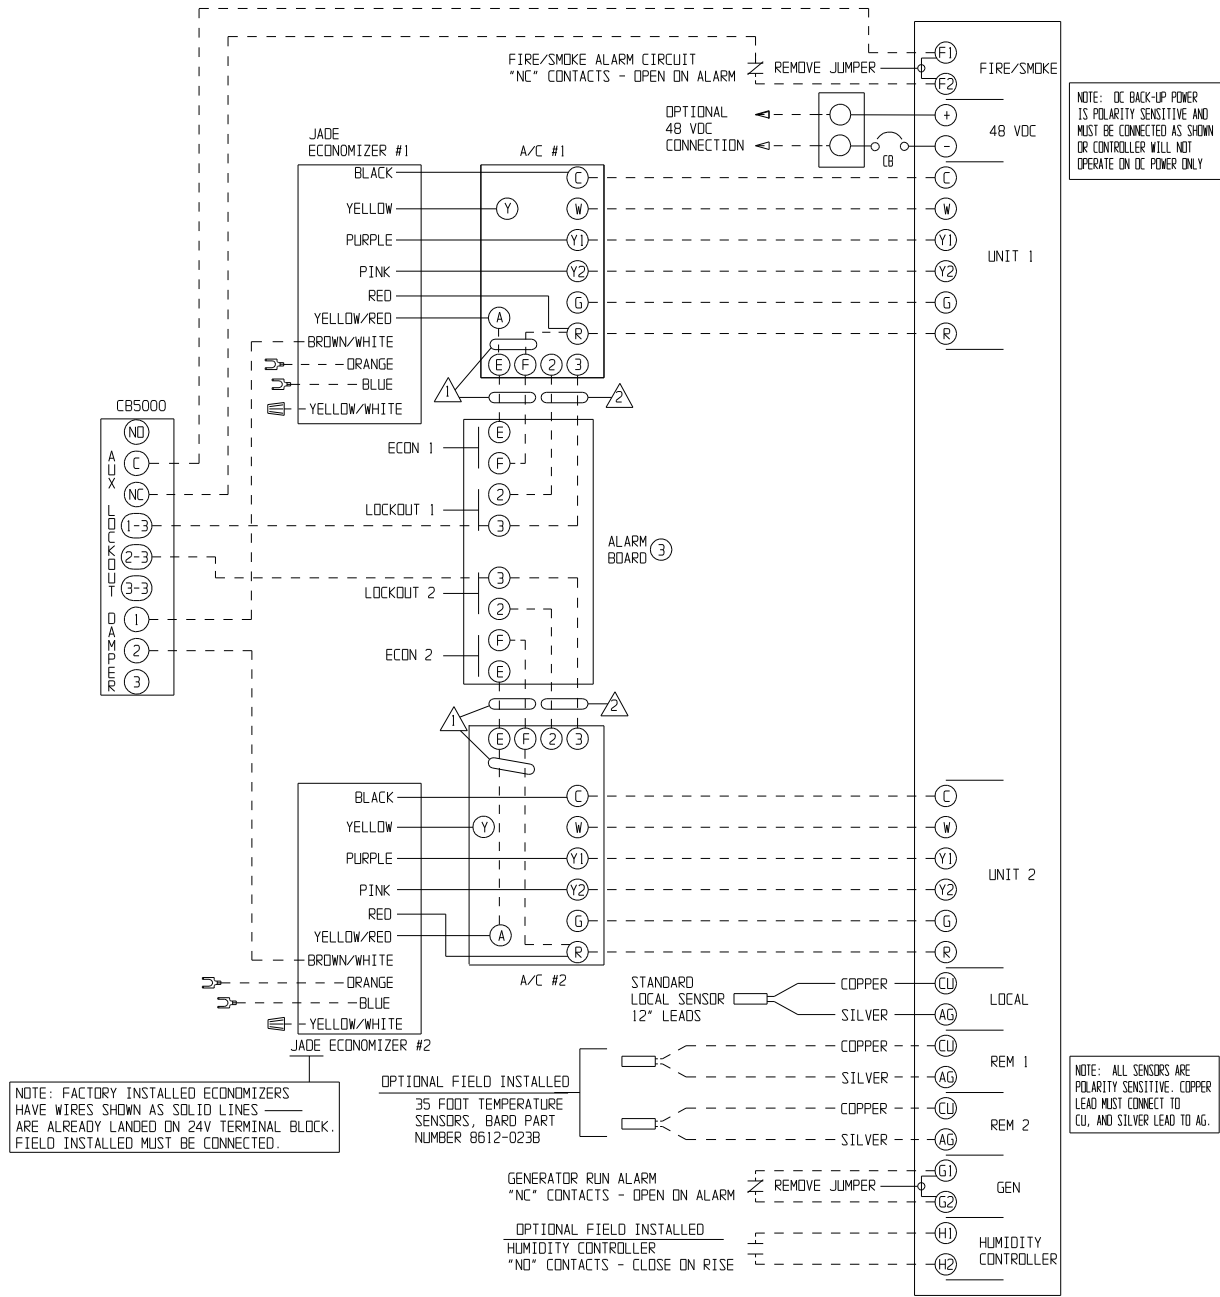 F1
FIRE/SMOKE ALARM CIRCUIT
"NC" CONTACTS - OPEN ON ALARM
REMOVE JUMPER
FIRE/SMOKE
F2
NOTE: DC BACK-UP POWER
IS POLARITY SENSITIVE AND
MUST BE CONNECTED AS SHOWN
OR CONTROLLER WILL NOT
OPERATE ON DC POWER ONLY
OPTIONAL
48 VDC
CONNECTION
CB
+
48 VDC
-
JADE
ECONOMIZER #1
BLACK
YELLOW
PURPLE
PINK
RED
YELLOW/RED
BROWN/WHITE
ORANGE
BLUE
YELLOW/WHITE
A/C #1
C
Y
W
Y1
Y2
G
A
R
E
F
2
3
C
W
Y1
UNIT 1
Y2
G
R
1
1
2
CB5000
NO
C
NC
1-3
2-3
3-3
1
2
3
AUX
LOCKOUT
DAMPER
ECON 1
E
F
LOCKOUT 1
2
3
ALARM
BOARD
3
LOCKOUT 2
3
2
ECON 2
F
E
1
2
E
F
2
3
BLACK
YELLOW
PURPLE
PINK
RED
YELLOW/RED
BROWN/WHITE
ORANGE
BLUE
YELLOW/WHITE
JADE ECONOMIZER #2
C
Y
W
Y1
Y2
G
A
R
A/C #2
C
W
Y1
UNIT 2
Y2
G
R
STANDARD
LOCAL SENSOR
12" LEADS
COPPER
CU
LOCAL
SILVER
AG
NOTE: FACTORY INSTALLED ECONOMIZERS
HAVE WIRES SHOWN AS SOLID LINES
ARE ALREADY LANDED ON 24V TERMINAL BLOCK.
FIELD INSTALLED MUST BE CONNECTED.
OPTIONAL FIELD INSTALLED
35 FOOT TEMPERATURE
SENSORS, BARD PART
NUMBER 8612-023B
COPPER
CU
REM 1
SILVER
AG
COPPER
CU
REM 2
SILVER
AG
NOTE: ALL SENSORS ARE
POLARITY SENSITIVE. COPPER
LEAD MUST CONNECT TO
CU, AND SILVER LEAD TO AG.
GENERATOR RUN ALARM
"NC" CONTACTS - OPEN ON ALARM
REMOVE JUMPER
G1
GEN
G2
OPTIONAL FIELD INSTALLED
HUMIDITY CONTROLLER
"NO" CONTACTS - CLOSE ON RISE
H1
HUMIDITY
CONTROLLER
H2